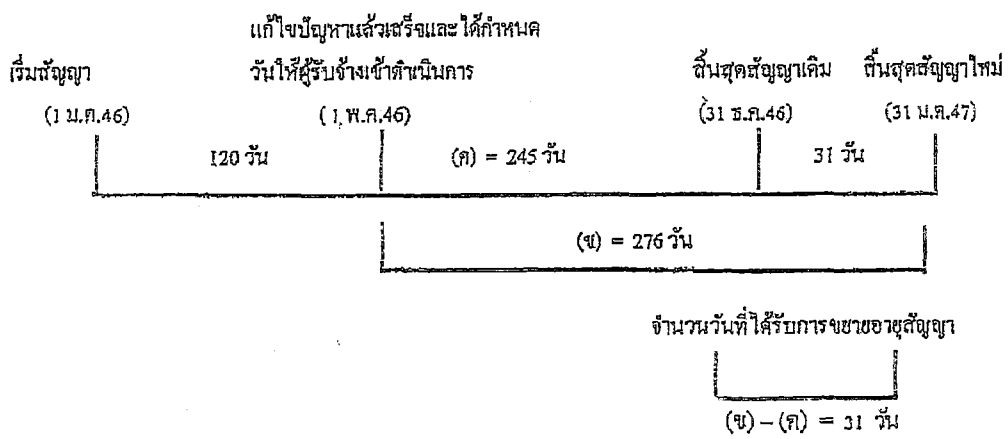 แก้ไขปัญหาแล้วเสร็จและได้กำหนด
เริ่มสัญญา วันให้ผู้รับจ้างเข้าดำเนินการ สิ้นสุดสัญญาเดิม สิ้นสุดสัญญาใหม่
(1 ม.ค.46) (1 พ.ค.46) (31 ธ.ค.46) (31 ม.ค.47)
120 วัน (ค) = 245 วัน 31 วัน
(ข) = 276 วัน
จำนวนวันที่ได้รับการขยายอายุสัญญา
(ข) – (ค) = 31 วัน